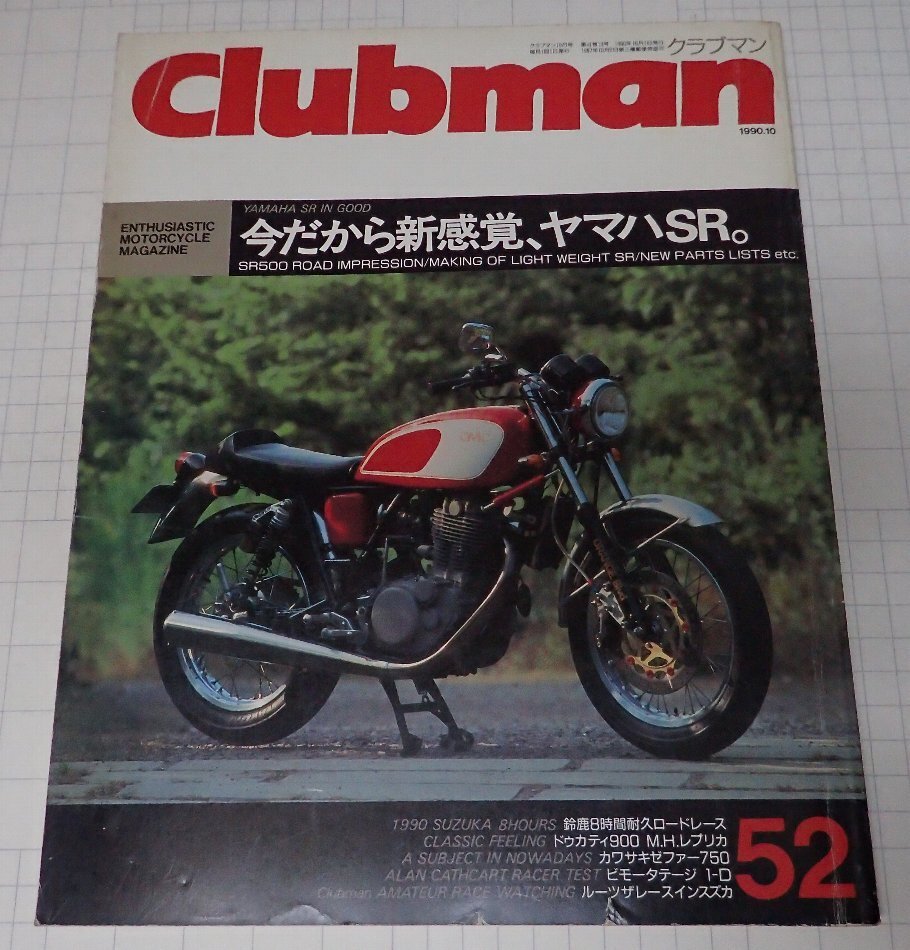 クラブマン
Clubman
1990.10
ENTHUSIASTIC
MOTORCYCLE
MAGAZINE
YAMAHA SR IN GOOD
今だから新感覚、ヤマハSR。
SR500 ROAD IMPRESSION/MAKING OF LIGHT WEIGHT SR/NEW PARTS LISTS etc.
1990 SUZUKA 8HOURS 鈴鹿8時間耐久ロードレース
CLASSIC FEELING ドゥカティ900 M.H.レプリカ
A SUBJECT IN NOWADAYS カワサキゼファー750
ALAN CATHCART RACER TEST ビモータテージ 1-D
Clubman AMATEUR RACE WATCHING ルーツザレースインスズカ
52